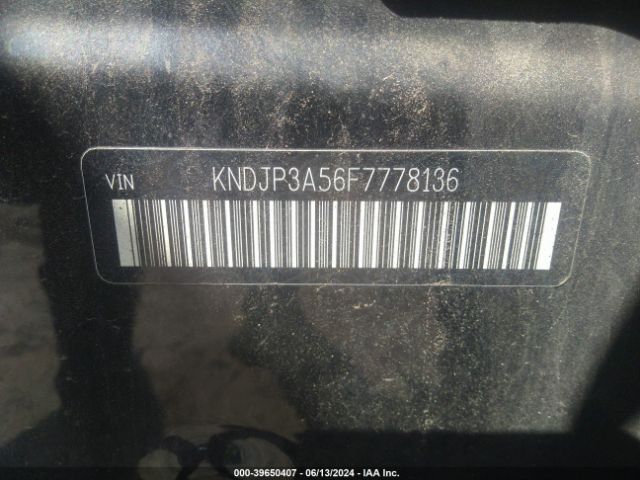 VIN KNDJP3A56F7778136
000-39650407 - 06/13/2024 - IAA Inc.